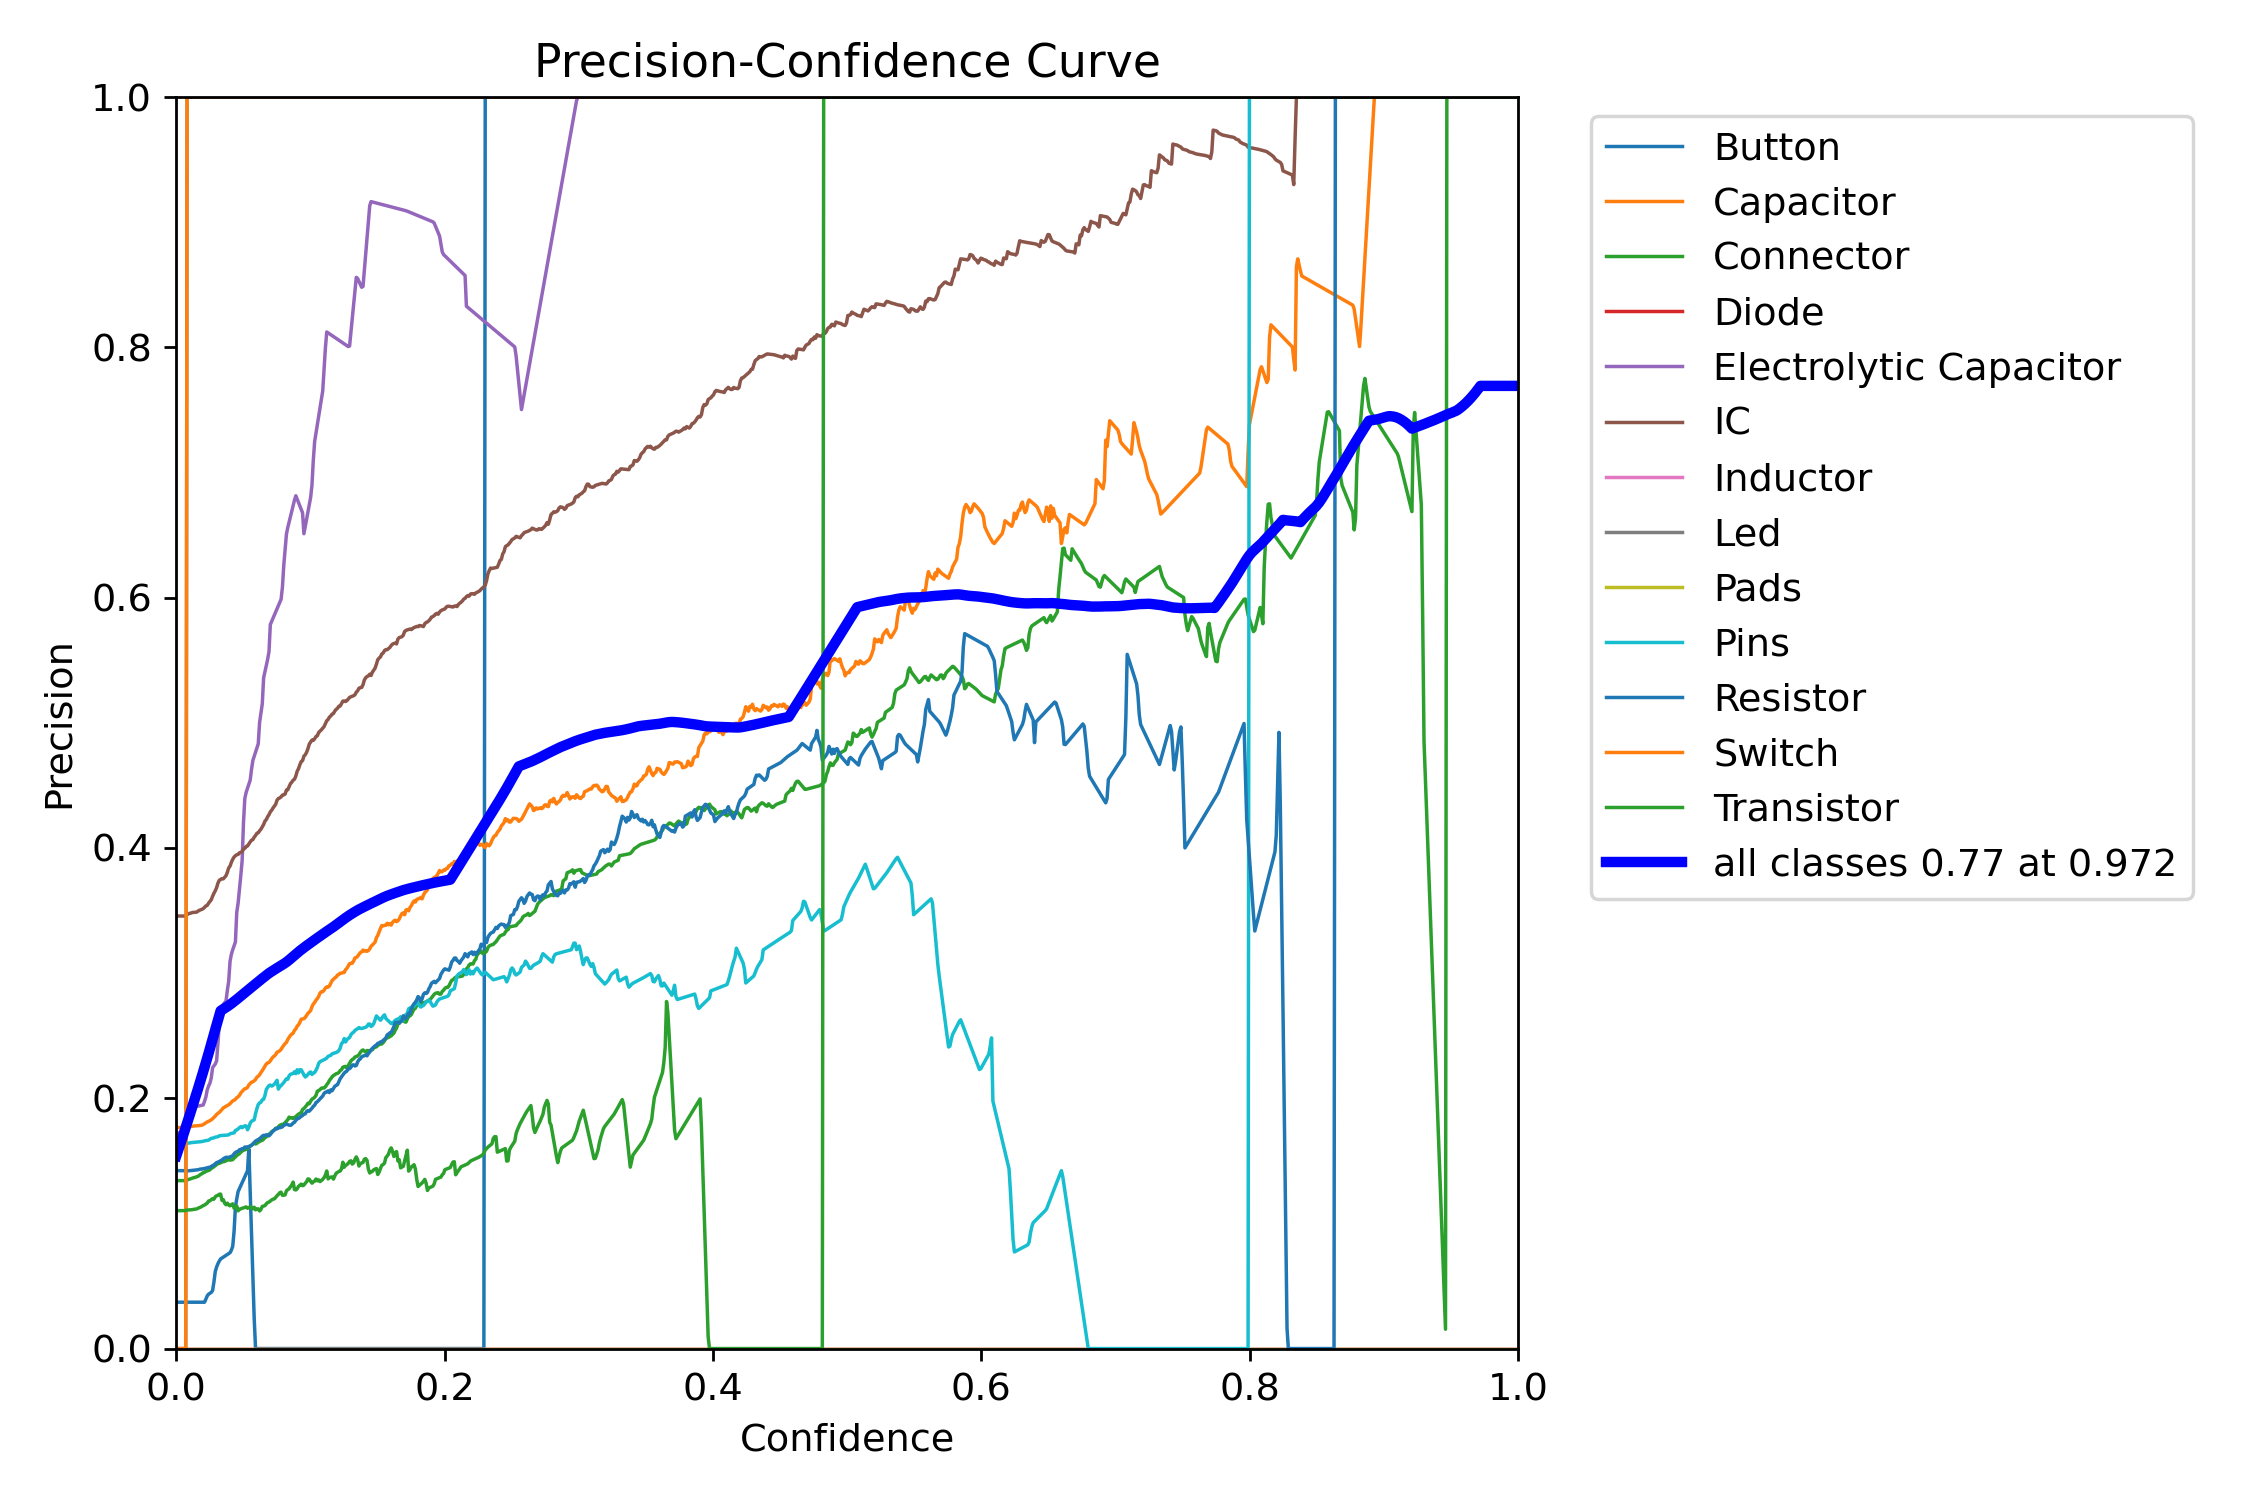 Precision-Confidence Curve
1.0
0.8
0.6
0.4
0.2
0.0
Precision
0.0 0.2 0.4 0.6 0.8 1.0
Confidence
Button
Capacitor
Connector
Diode
Electrolytic Capacitor
IC
Inductor
Led
Pads
Pins
Resistor
Switch
Transistor
all classes 0.77 at 0.972